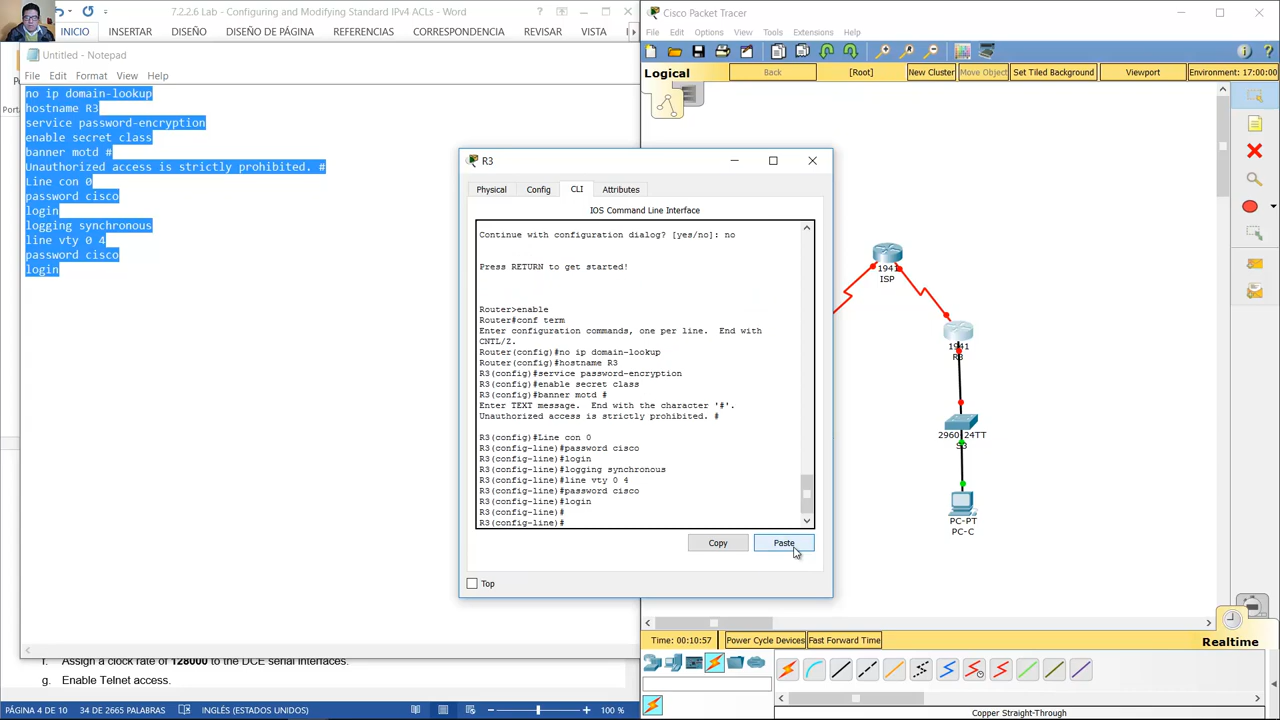 7.2.2.6 Lab - Configuring and Modifying Standard IPv4 ACLs - Word
INICIO INSERTAR DISEÑO DISEÑO DE PÁGINA REFERENCIAS CORRESPONDENCIA REVISAR VISTA
Untitled - Notepad
File Edit Format View Help
no ip domain-lookup
hostname R3
service password-encryption
enable secret class
banner motd #
Unauthorized access is strictly prohibited. #
Line con 0
password cisco
login
logging synchronous
line vty 0 4
password cisco
login
f. Assign a clock rate of 128000 to the DCE serial interfaces.
g. Enable Telnet access.
PÁGINA 4 DE 10 34 DE 2665 PALABRAS INGLÉS (ESTADOS UNIDOS) 100 %
Cisco Packet Tracer
File Edit Options View Tools Extensions Help
Logical Back [Root] New Cluster Move Object Set Tiled Background Viewport Environment: 17:00:00
R3
Physical Config CLI Attributes
IOS Command Line Interface
Continue with configuration dialog? [yes/no]: no
Press RETURN to get started!
Router>enable
Router#conf term
Enter configuration commands, one per line. End with
CNTL/Z.
Router(config)#no ip domain-lookup
Router(config)#hostname R3
R3(config)#service password-encryption
R3(config)#enable secret class
R3(config)#banner motd #
Enter TEXT message. End with the character '#'.
Unauthorized access is strictly prohibited. #
R3(config)#Line con 0
R3(config-line)#password cisco
R3(config-line)#login
R3(config-line)#logging synchronous
R3(config-line)#line vty 0 4
R3(config-line)#password cisco
R3(config-line)#login
R3(config-line)#
R3(config-line)#
Copy Paste
Top
1941
ISP
1941
R3
2960-24TT
S3
PC-PT
PC-C
Time: 00:10:57 Power Cycle Devices Fast Forward Time
Realtime
Copper Straight-Through